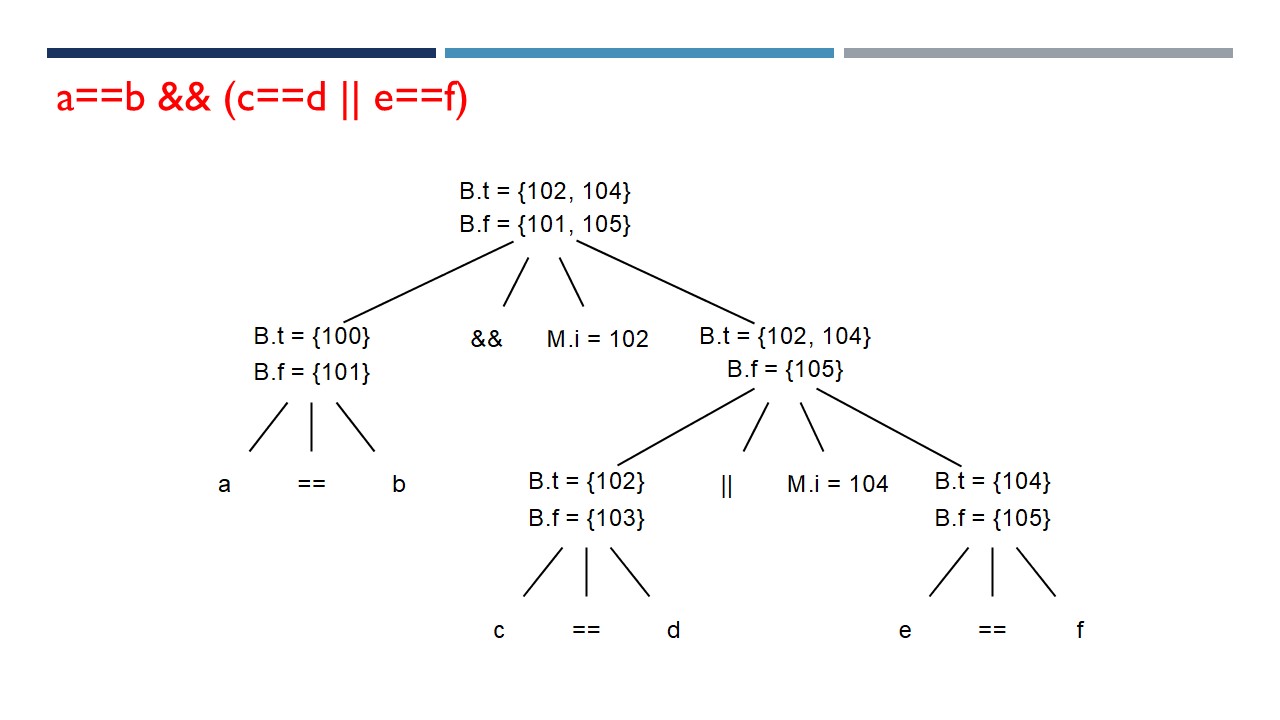 a==b && (c==d || e==f)
B.t = {102, 104}
B.f = {101, 105}
B.t = {100}
B.f = {101}
&&
M.i = 102
B.t = {102, 104}
B.f = {105}
a == b
B.t = {102}
B.f = {103}
||
M.i = 104
B.t = {104}
B.f = {105}
c == d
e == f